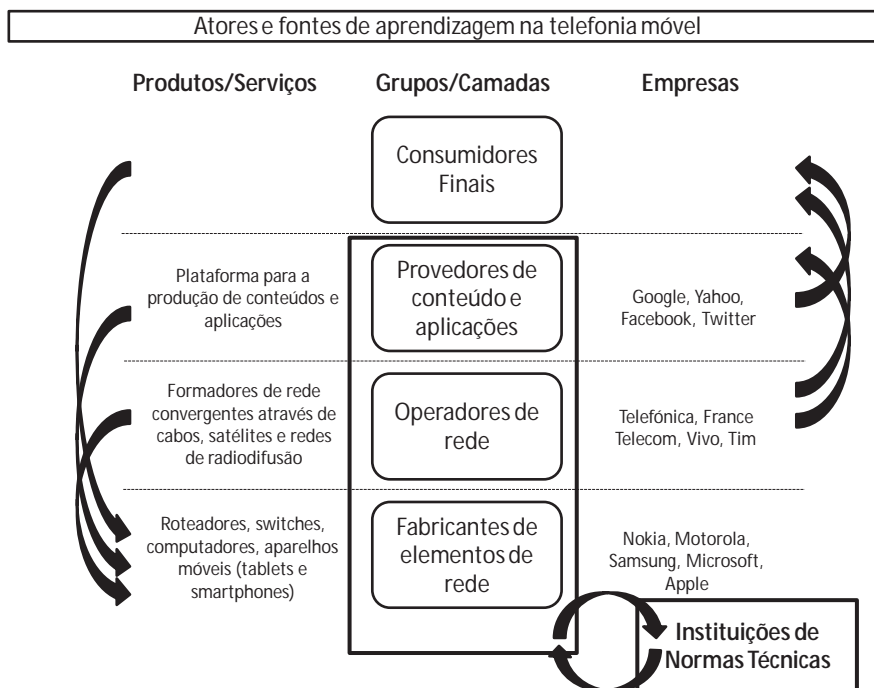 Atores e fontes de aprendizagem na telefonia móvel
Produtos/Serviços
Grupos/Camadas
Empresas
Consumidores
Finais
Plataforma para a
produção de conteúdos e
aplicações
Provedores de
conteúdo e
aplicações
Google, Yahoo,
Facebook, Twitter
Formadores de rede
convergentes através de
cabos, satélites e redes
de radiodifusão
Operadores de
rede
Telefónica, France
Telecom, Vivo, Tim
Roteadores, switches,
computadores, aparelhos
móveis (tablets e
smartphones)
Fabricantes de
elementos de
rede
Nokia, Motorola,
Samsung, Microsoft,
Apple
Instituições de
Normas Técnicas